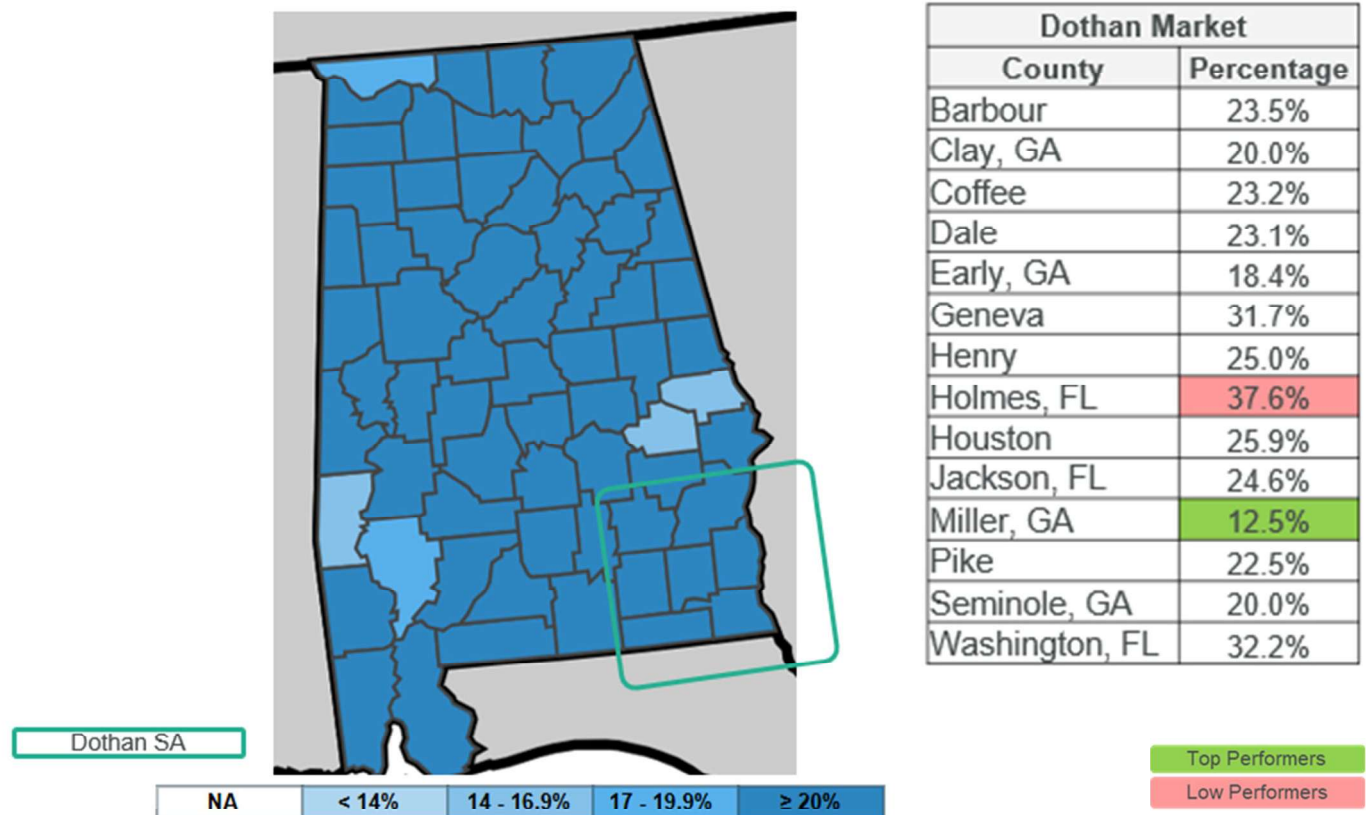 Dothan Market
County Percentage
Barbour 23.5%
Clay, GA 20.0%
Coffee 23.2%
Dale 23.1%
Early, GA 18.4%
Geneva 31.7%
Henry 25.0%
Holmes, FL 37.6%
Houston 25.9%
Jackson, FL 24.6%
Miller, GA 12.5%
Pike 22.5%
Seminole, GA 20.0%
Washington, FL 32.2%
Dothan SA
NA < 14% 14 - 16.9% 17 - 19.9% ≥ 20%
Top Performers
Low Performers